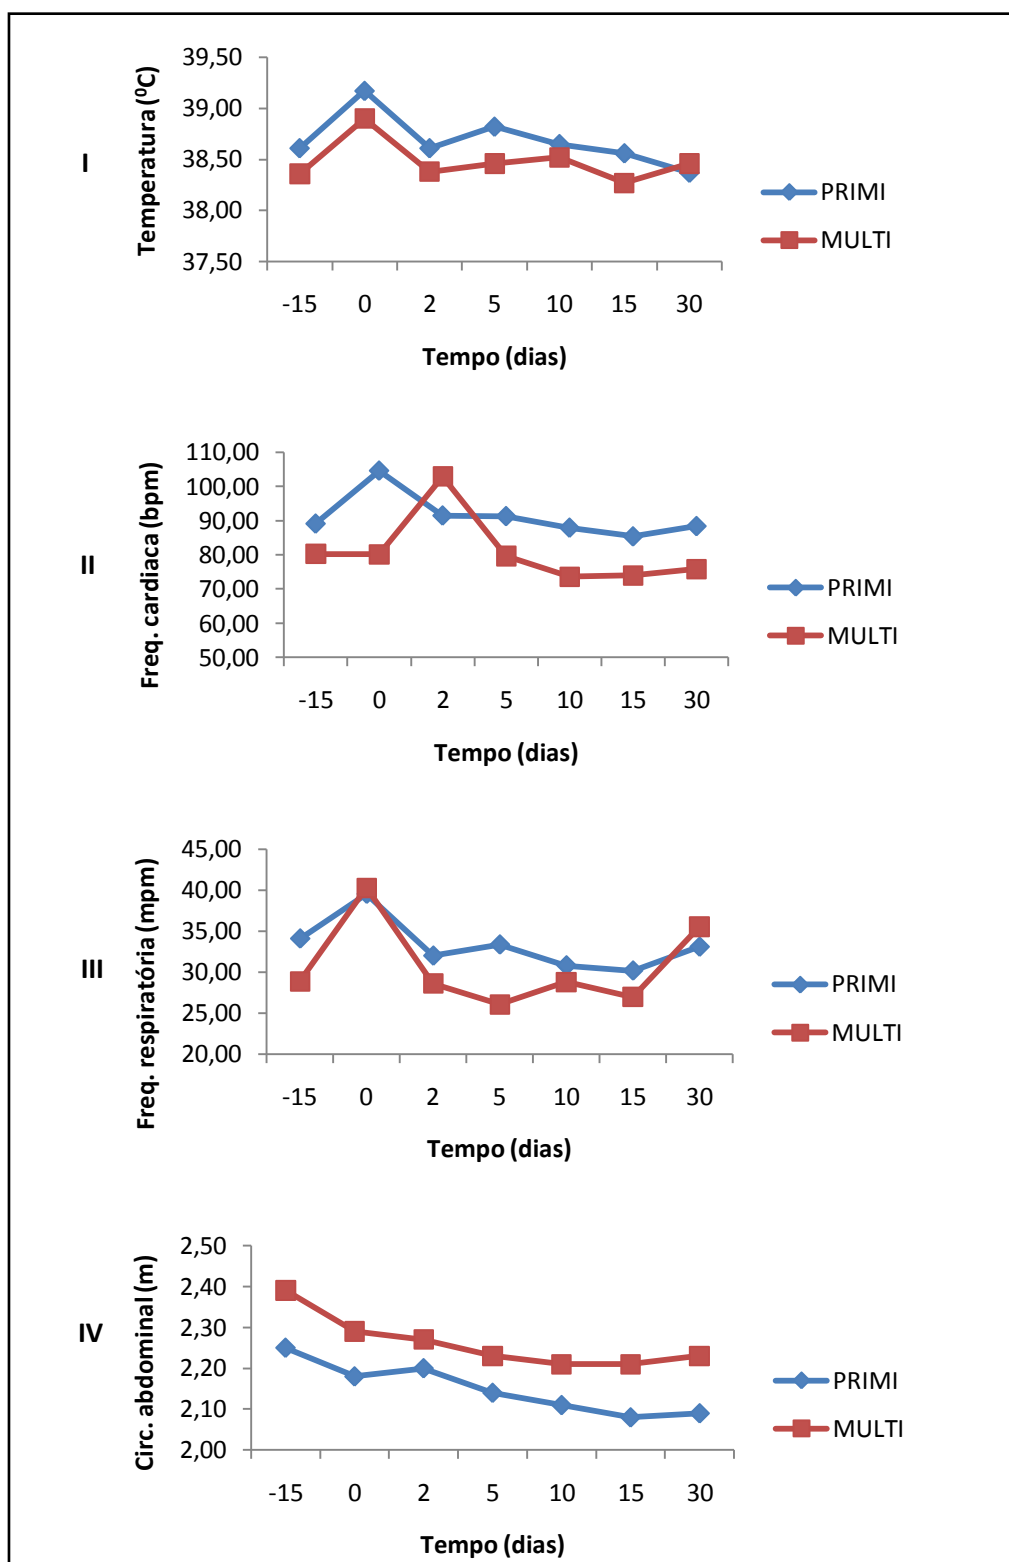 I
Temperatura (⁰C)
39,50
39,00
38,50
38,00
37,50
-15 0 2 5 10 15 30
Tempo (dias)
PRIMI
MULTI
II
Freq. cardiaca (bpm)
110,00
100,00
90,00
80,00
70,00
60,00
50,00
-15 0 2 5 10 15 30
Tempo (dias)
PRIMI
MULTI
III
Freq. respiratória (mpm)
45,00
40,00
35,00
30,00
25,00
20,00
-15 0 2 5 10 15 30
Tempo (dias)
PRIMI
MULTI
IV
Circ. abdominal (m)
2,50
2,40
2,30
2,20
2,10
2,00
-15 0 2 5 10 15 30
Tempo (dias)
PRIMI
MULTI